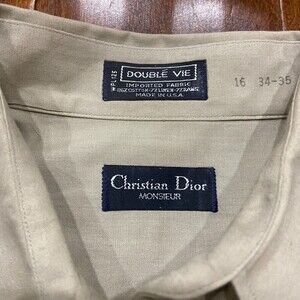 DOUBLE VIE
IMPORTED FABRIC
MADE IN U.S.A.
16 34-35
Christian Dior
MONSIEUR